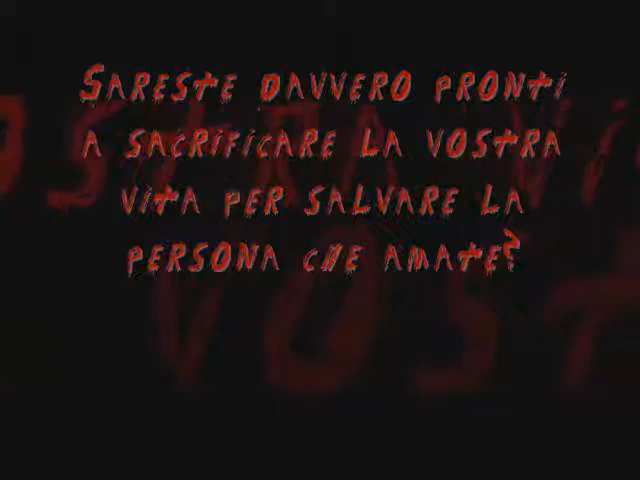 Sareste davvero pronti
a sacrificare la vostra
vita per salvare la
persona che amate?